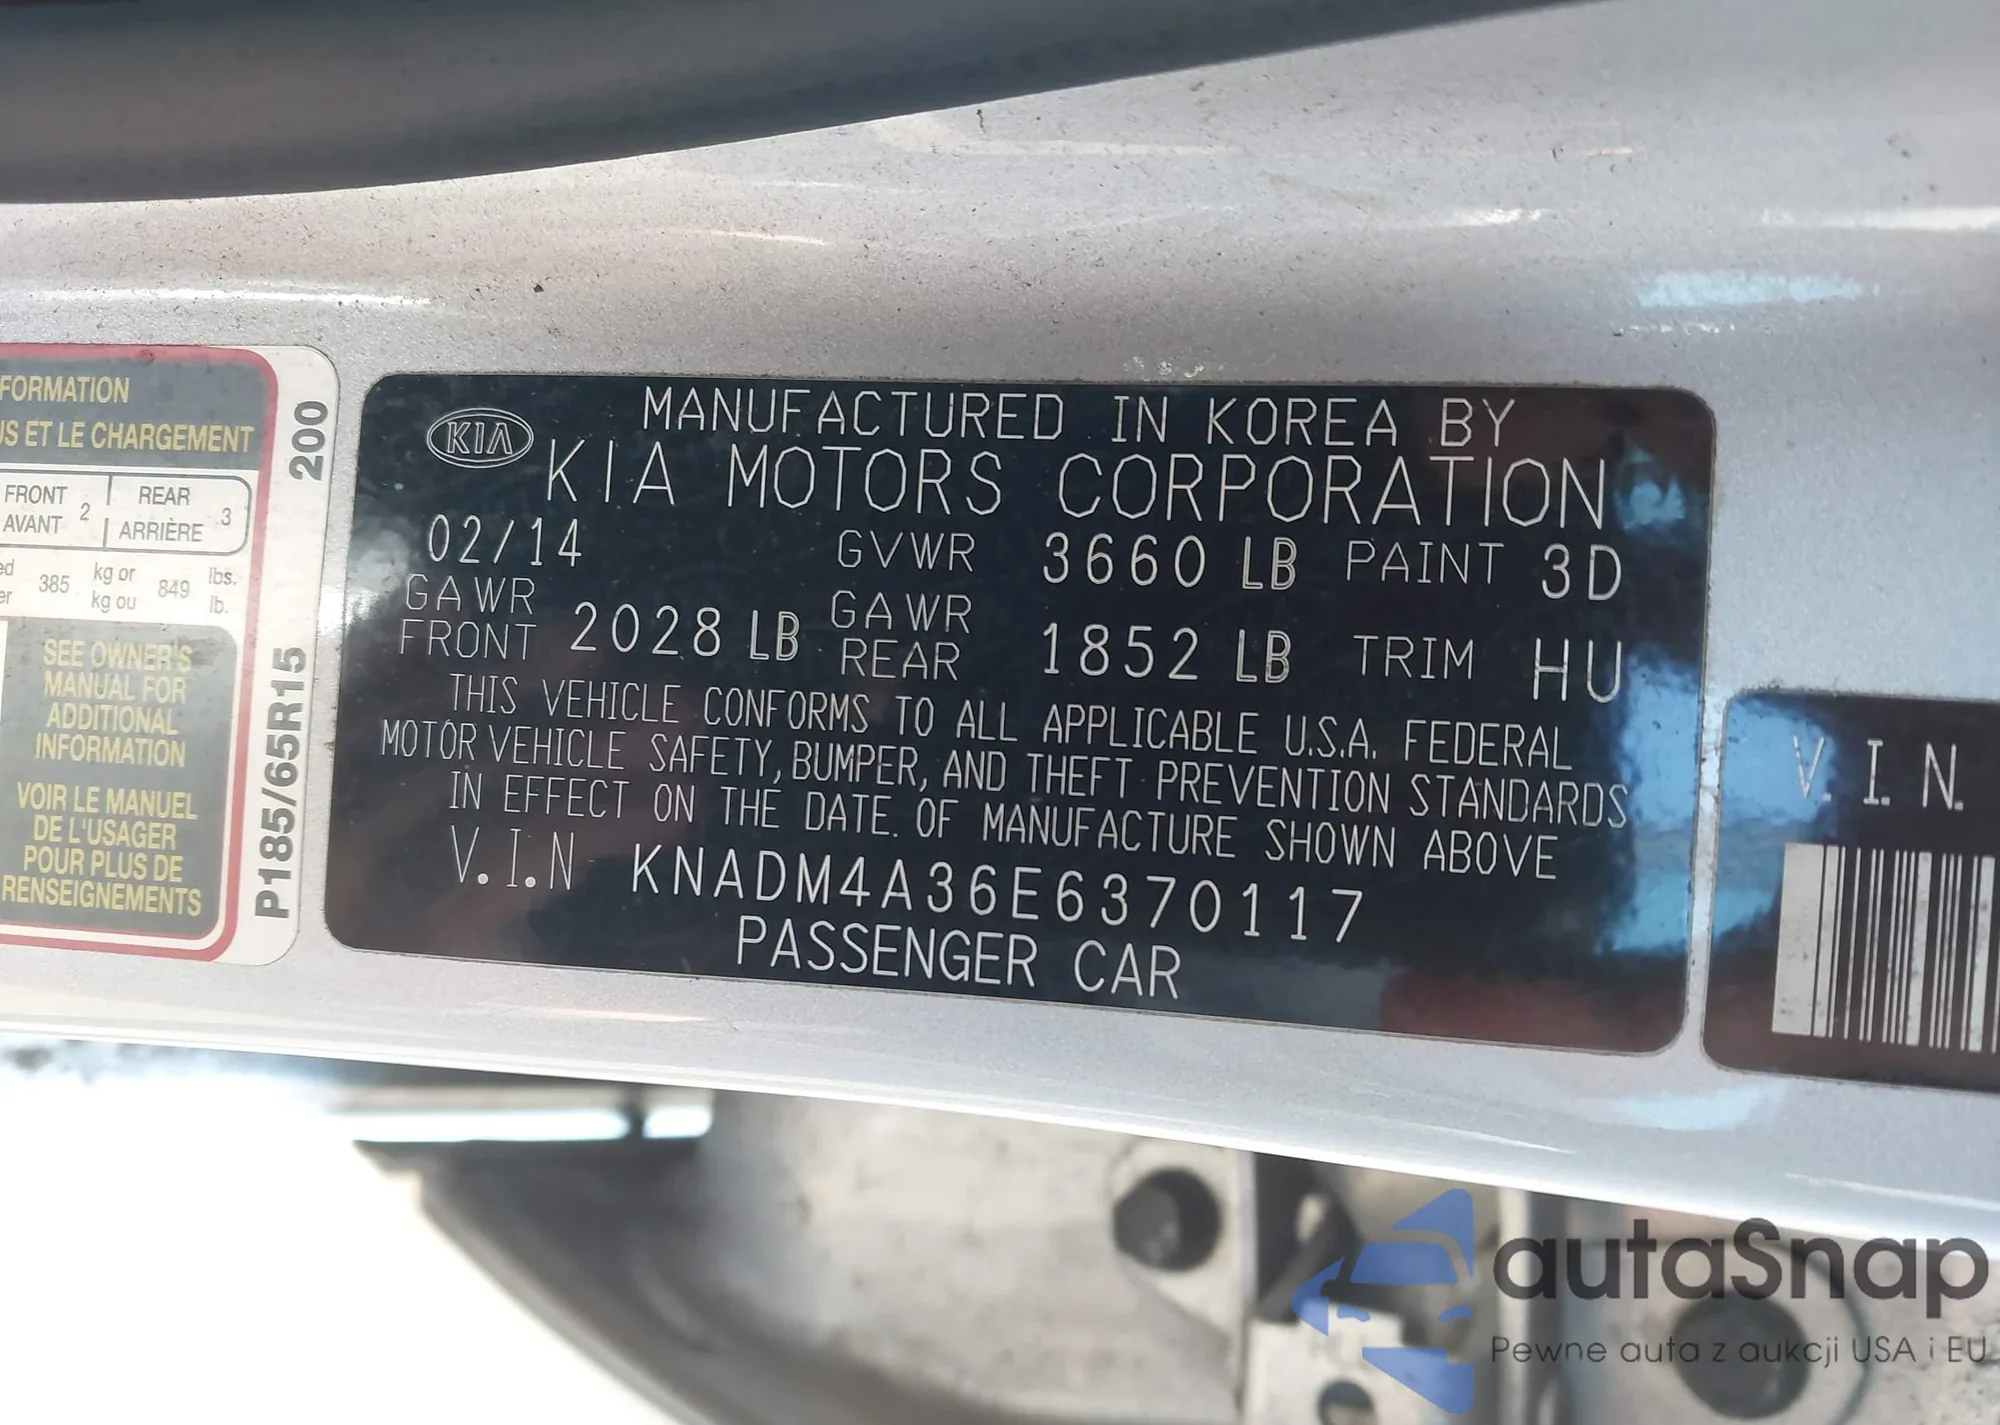 FORMATION
US ET LE CHARGEMENT
FRONT
AVANT 2
REAR
ARRIÈRE 3
385 kg or
kg ou 849 lbs.
lb.
SEE OWNER'S
MANUAL FOR
ADDITIONAL
INFORMATION
VOIR LE MANUEL
DE L'USAGER
POUR PLUS DE
RENSEIGNEMENTS
P185/65R15 200
KIA
MANUFACTURED IN KOREA BY
KIA MOTORS CORPORATION
02/14 GVWR 3660 LB PAINT 3D
GAWR
FRONT 2028 LB GAWR
REAR 1852 LB TRIM HU
THIS VEHICLE CONFORMS TO ALL APPLICABLE U.S.A. FEDERAL
MOTOR VEHICLE SAFETY, BUMPER, AND THEFT PREVENTION STANDARDS
IN EFFECT ON THE DATE. OF MANUFACTURE SHOWN ABOVE
V.I.N KNADM4A36E6370117
PASSENGER CAR
V.I.N.
autaSnap
Pewne auta z aukcji USA i EU